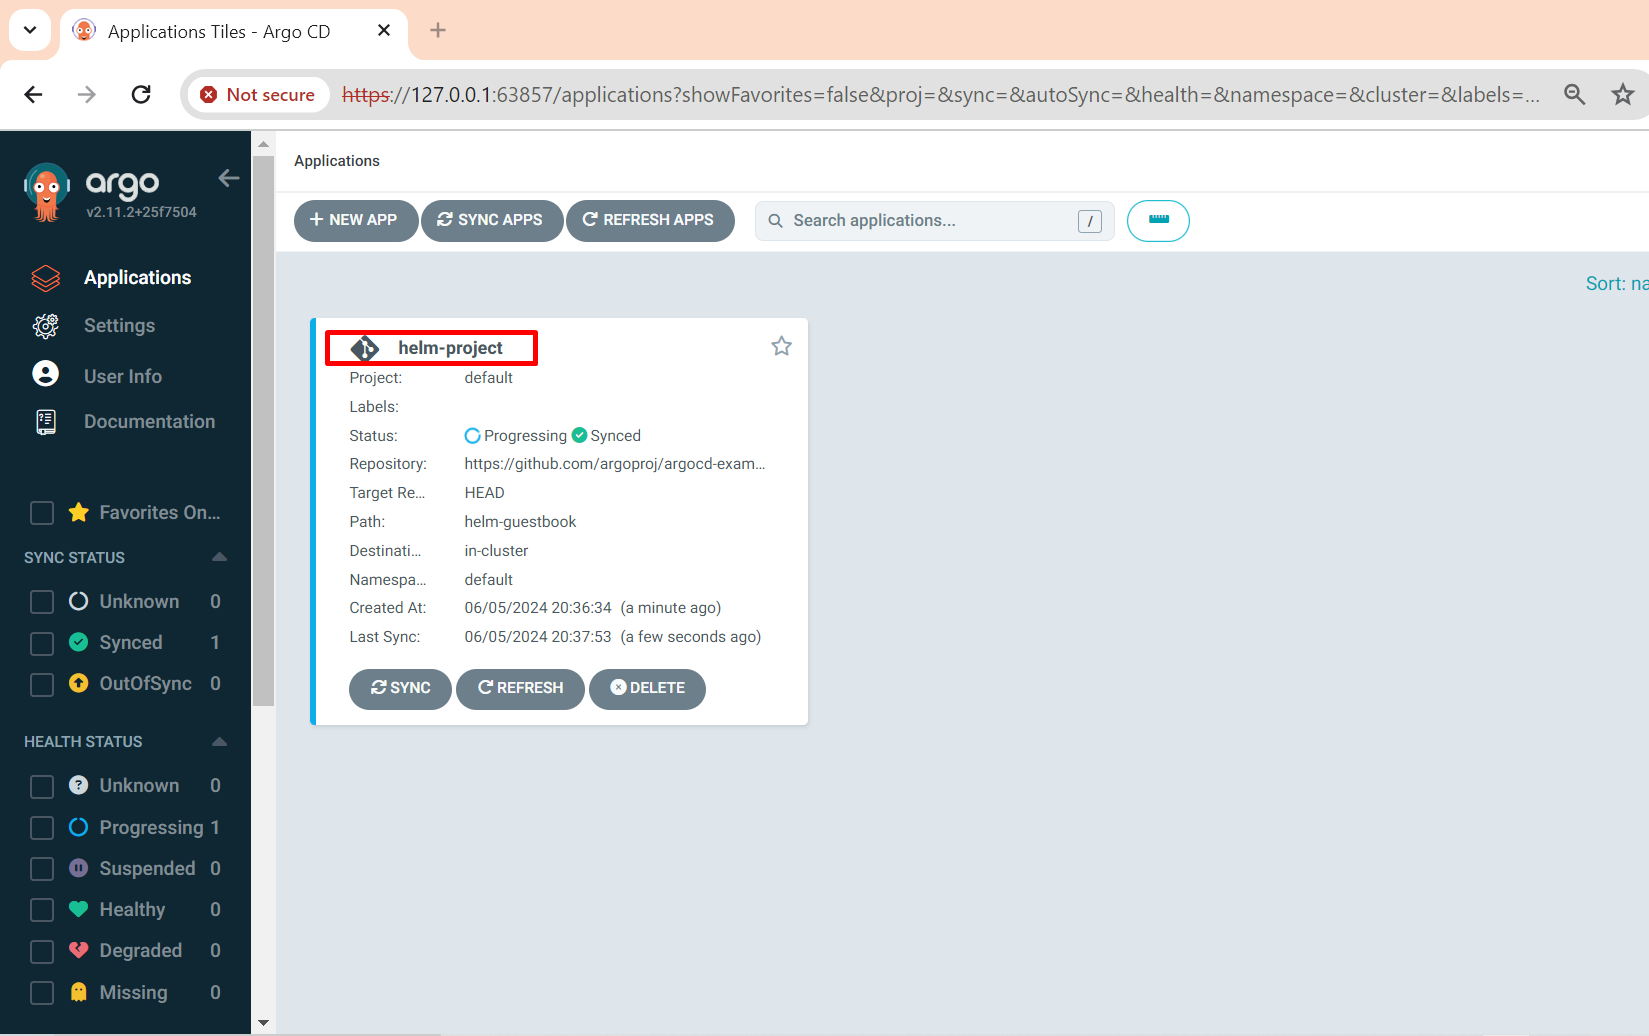 Applications Tiles - Argo CD
Not secure
https://127.0.0.1:63857/applications?showFavorites=false&proj=&sync=&autoSync=&health=&namespace=&cluster=&labels=...
argo
v2.11.2+25f7504
Applications
Settings
User Info
Documentation
Favorites On...
SYNC STATUS
Unknown 0
Synced 1
OutOfSync 0
HEALTH STATUS
Unknown 0
Progressing 1
Suspended 0
Healthy 0
Degraded 0
Missing 0
Applications
NEW APP SYNC APPS REFRESH APPS Search applications... /
Sort: na
helm-project
Project: default
Labels:
Status: Progressing Synced
Repository: https://github.com/argoproj/argocd-exam...
Target Re... HEAD
Path: helm-guestbook
Destinati... in-cluster
Namespa... default
Created At: 06/05/2024 20:36:34 (a minute ago)
Last Sync: 06/05/2024 20:37:53 (a few seconds ago)
SYNC REFRESH DELETE